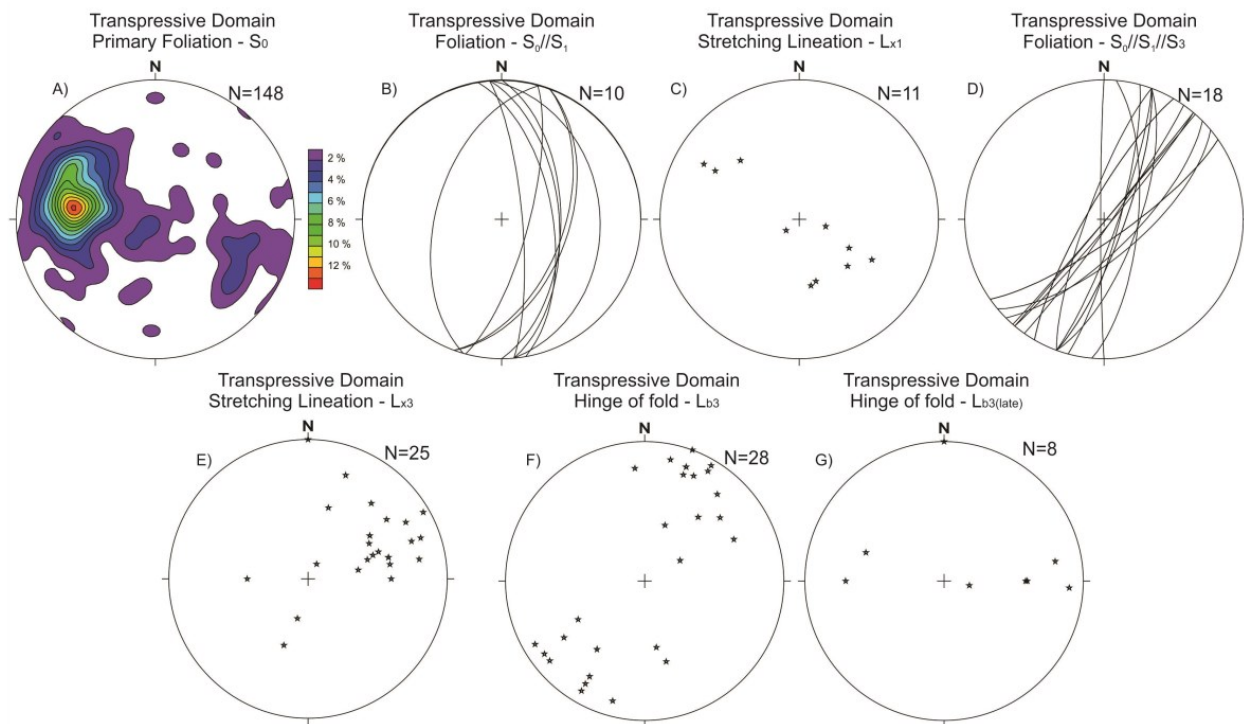 Transpressive Domain
Primary Foliation - S0
N
A)
N=148
2 %
4 %
6 %
8 %
10 %
12 %
Transpressive Domain
Foliation - S0//S1
N
B)
N=10
Transpressive Domain
Stretching Lineation - Lx1
C)
N
N=11
Transpressive Domain
Foliation - S0//S1//S3
N
D)
N=18
Transpressive Domain
Stretching Lineation - Lx3
N
E)
N=25
Transpressive Domain
Hinge of fold - Lb3
N
F)
N=28
Transpressive Domain
Hinge of fold - Lb3(late)
N
G)
N=8